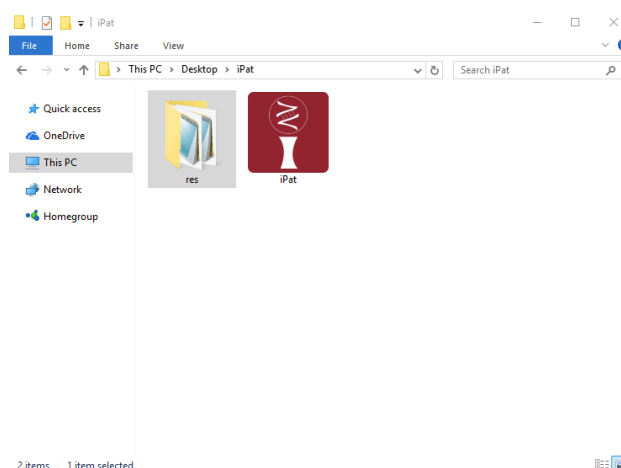 iPat
File Home Share View
This PC > Desktop > iPat
Search iPat
Quick access
OneDrive
This PC
Network
Homegroup
res
iPat
2 items 1 item selected